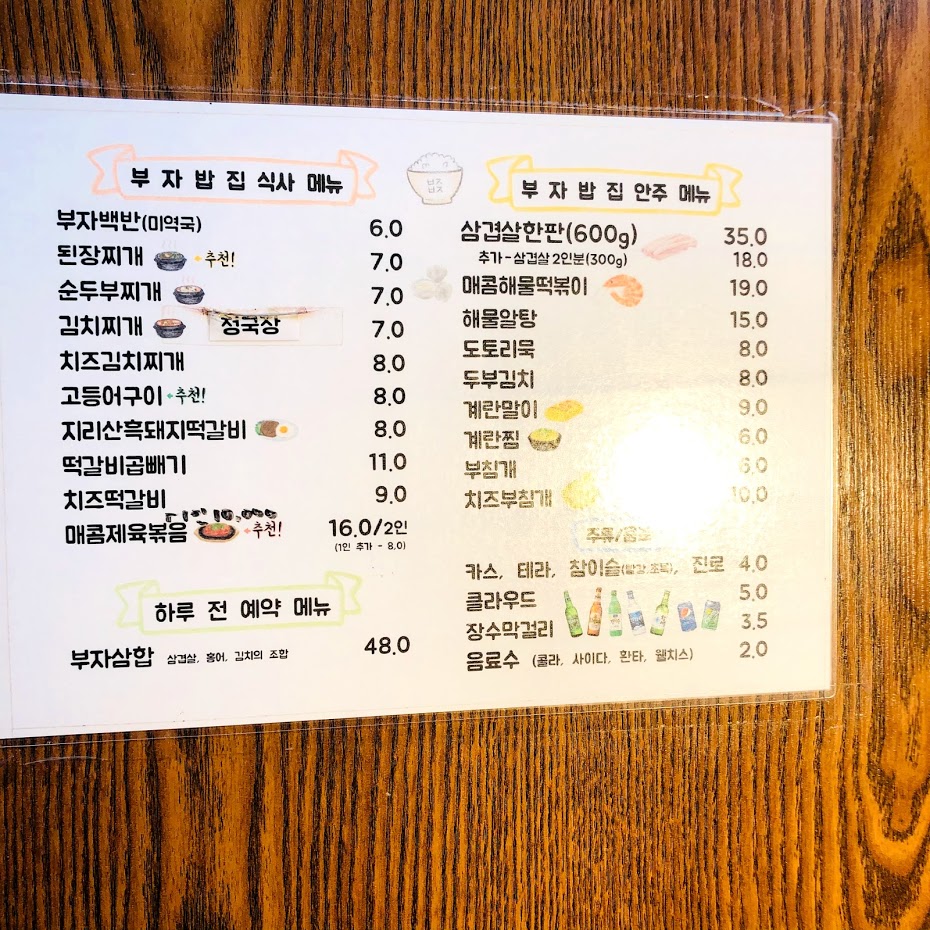 부자밥집 식사 메뉴
부자백반(미역국) 6.0
된장찌개 추천! 7.0
순두부찌개 7.0
김치찌개 청국장 7.0
치즈김치찌개 8.0
고등어구이 추천! 8.0
지리산흑돼지떡갈비 8.0
떡갈비곱빼기 11.0
치즈떡갈비 9.0
10,000
매콤제육볶음 추천! 16.0/2인
(1인 추가 - 8.0)
하루 전 예약 메뉴
부자삼합 삼겹살, 홍어, 김치의 조합 48.0
부자밥집 안주 메뉴
삼겹살한판(600g) 35.0
추가 - 삼겹살 2인분(300g) 18.0
매콤해물떡볶이 19.0
해물알탕 15.0
도토리묵 8.0
두부김치 8.0
계란말이 9.0
계란찜 6.0
부침개 6.0
치즈부침개 10.0
주류/음료
카스, 테라, 참이슬(빨강,초록), 진로 4.0
클라우드 5.0
장수막걸리 3.5
음료수 (콜라, 사이다, 환타, 웰치스) 2.0